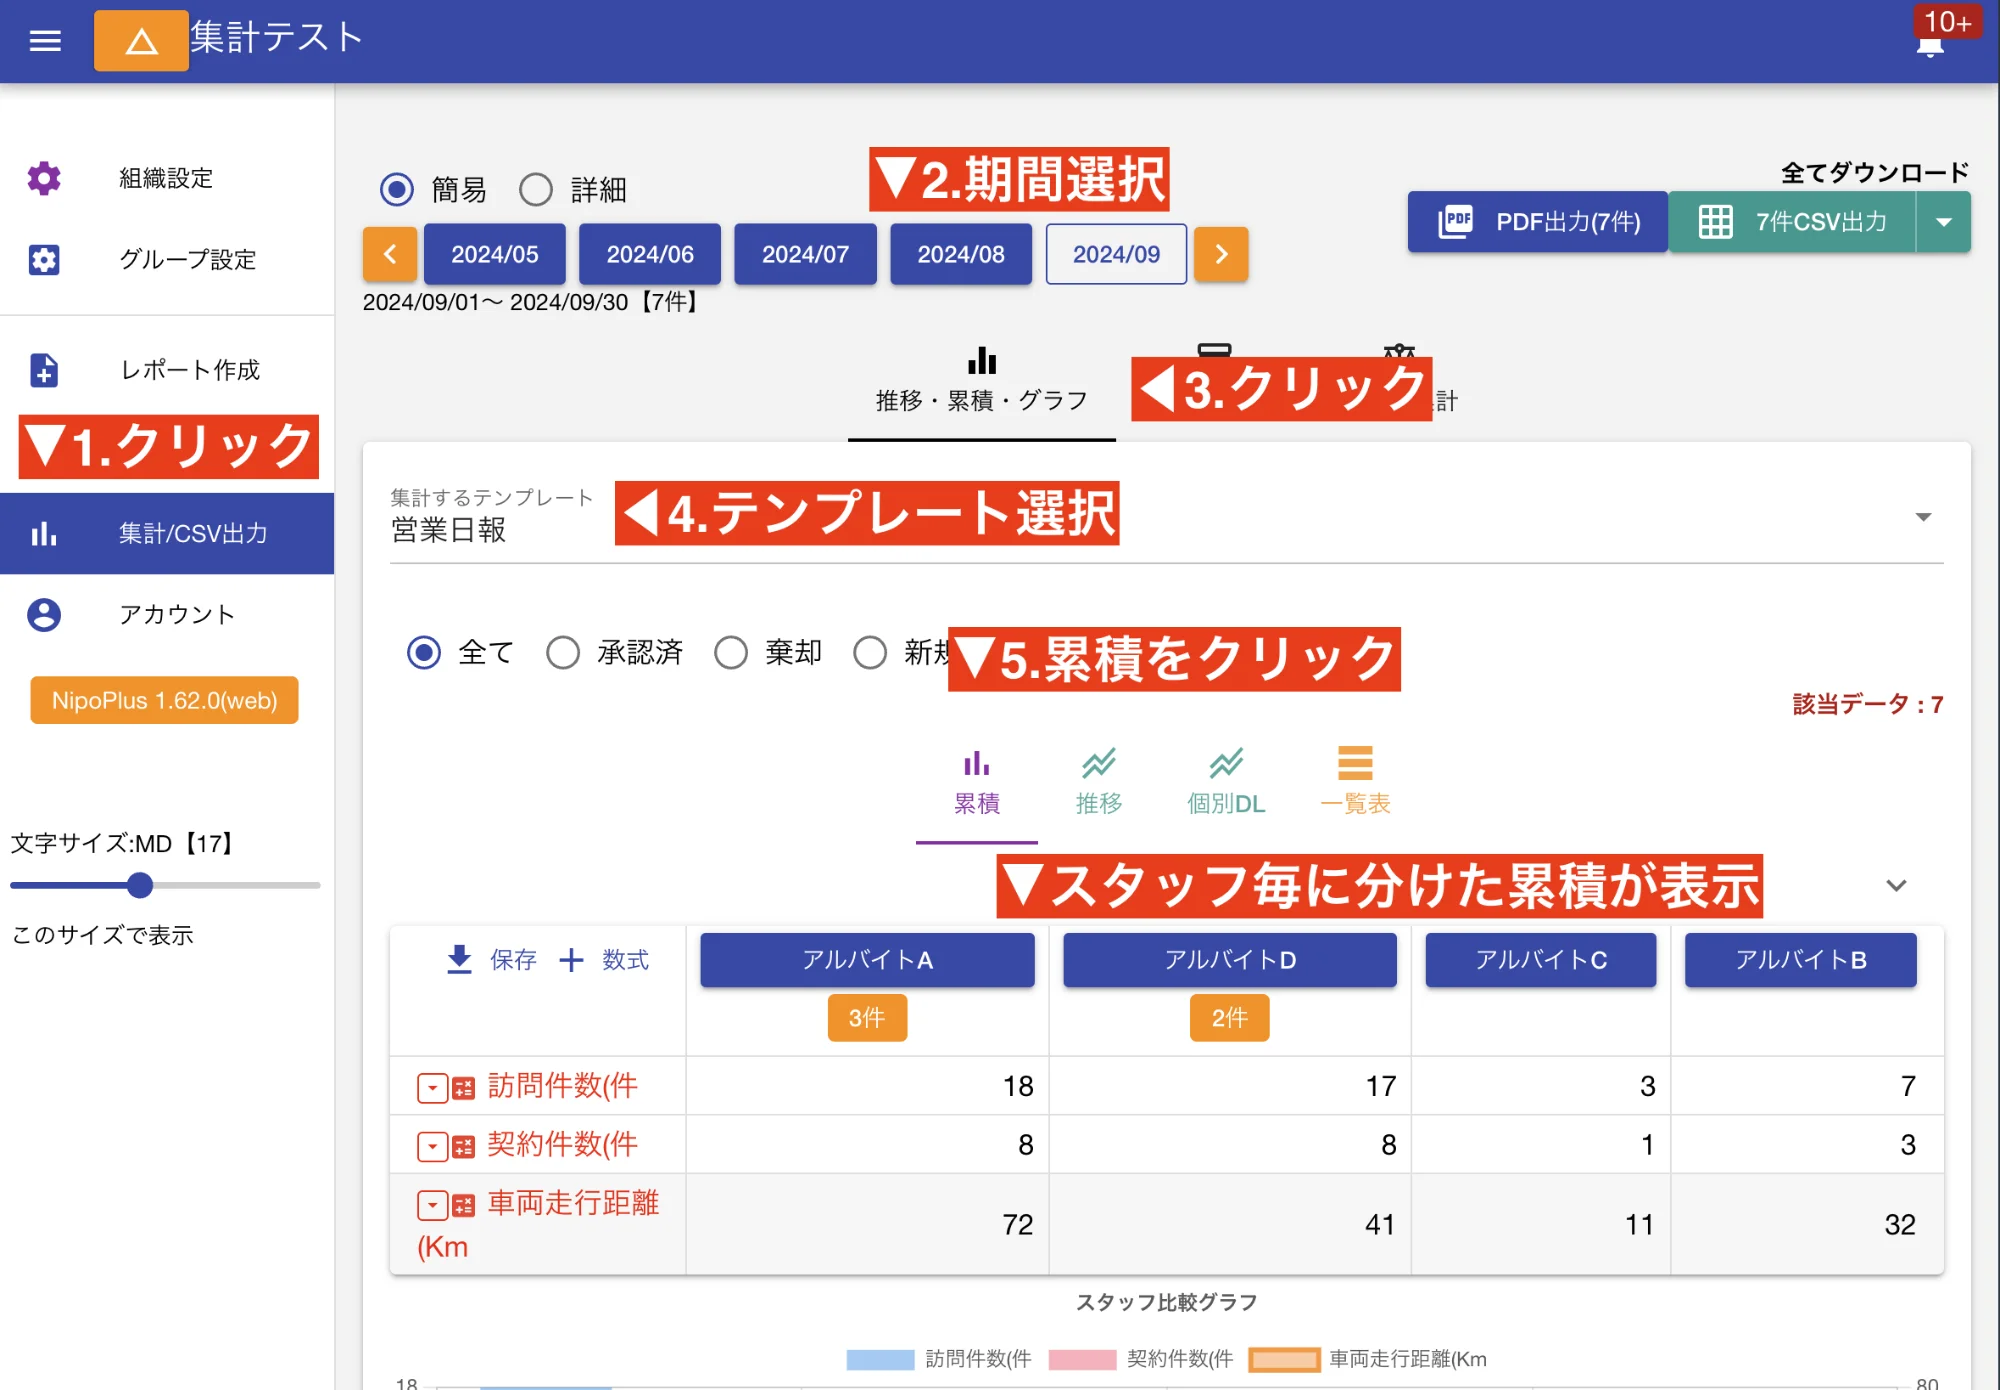 集計テスト
10+
組織設定
グループ設定
レポート作成
▼1.クリック
集計/CSV出力
アカウント
NipoPlus 1.62.0(web)
文字サイズ:MD【17】
このサイズで表示
簡易
詳細
▼2.期間選択
全てダウンロード
PDF
PDF出力(7件)
7件CSV出力
2024/05
2024/06
2024/07
2024/08
2024/09
2024/09/01〜 2024/09/30【7件】
推移・累積・グラフ
◀3.クリック
計
集計するテンプレート
営業日報
◀4.テンプレート選択
全て
承認済
棄却
新規
▼5.累積をクリック
該当データ : 7
累積
推移
個別DL
一覧表
▼スタッフ毎に分けた累積が表示
保存
数式
アルバイトA
アルバイトD
アルバイトC
アルバイトB
3件
2件
訪問件数(件
18
17
3
7
契約件数(件
8
8
1
3
車両走行距離
(Km
72
41
11
32
スタッフ比較グラフ
訪問件数(件
契約件数(件
車両走行距離(Km
18
80